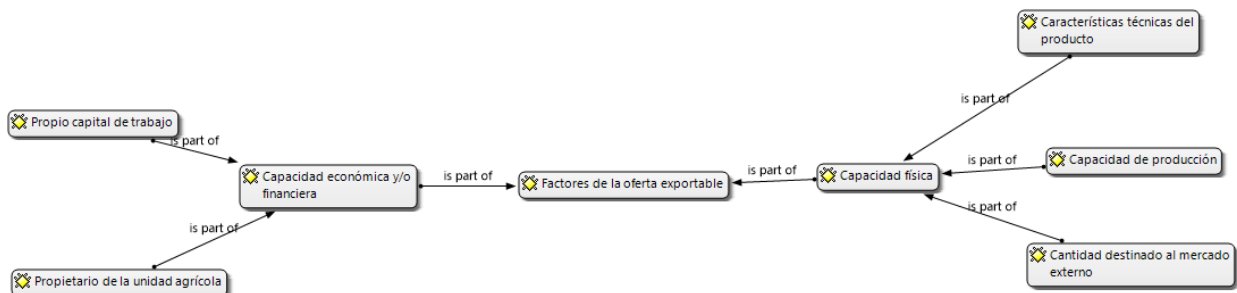 Características técnicas del
producto
is part of
Propio capital de trabajo
is part of
Capacidad de producción
is part of
Capacidad económica y/o
financiera
is part of
Factores de la oferta exportable
is part of
Capacidad física
is part of
is part of
Cantidad destinado al mercado
externo
Propietario de la unidad agrícola